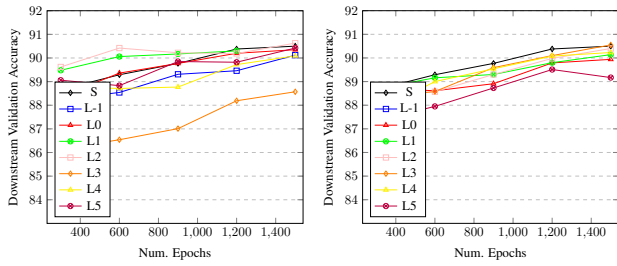 Downstream Validation Accuracy
92
91
90
89
88
87
86
85
84
S
L-1
L0
L1
L2
L3
L4
L5
400 600 800 1,000 1,200 1,400
Num. Epochs
Downstream Validation Accuracy
92
91
90
89
88
87
86
85
84
S
L-1
L0
L1
L2
L3
L4
L5
400 600 800 1,000 1,200 1,400
Num. Epochs